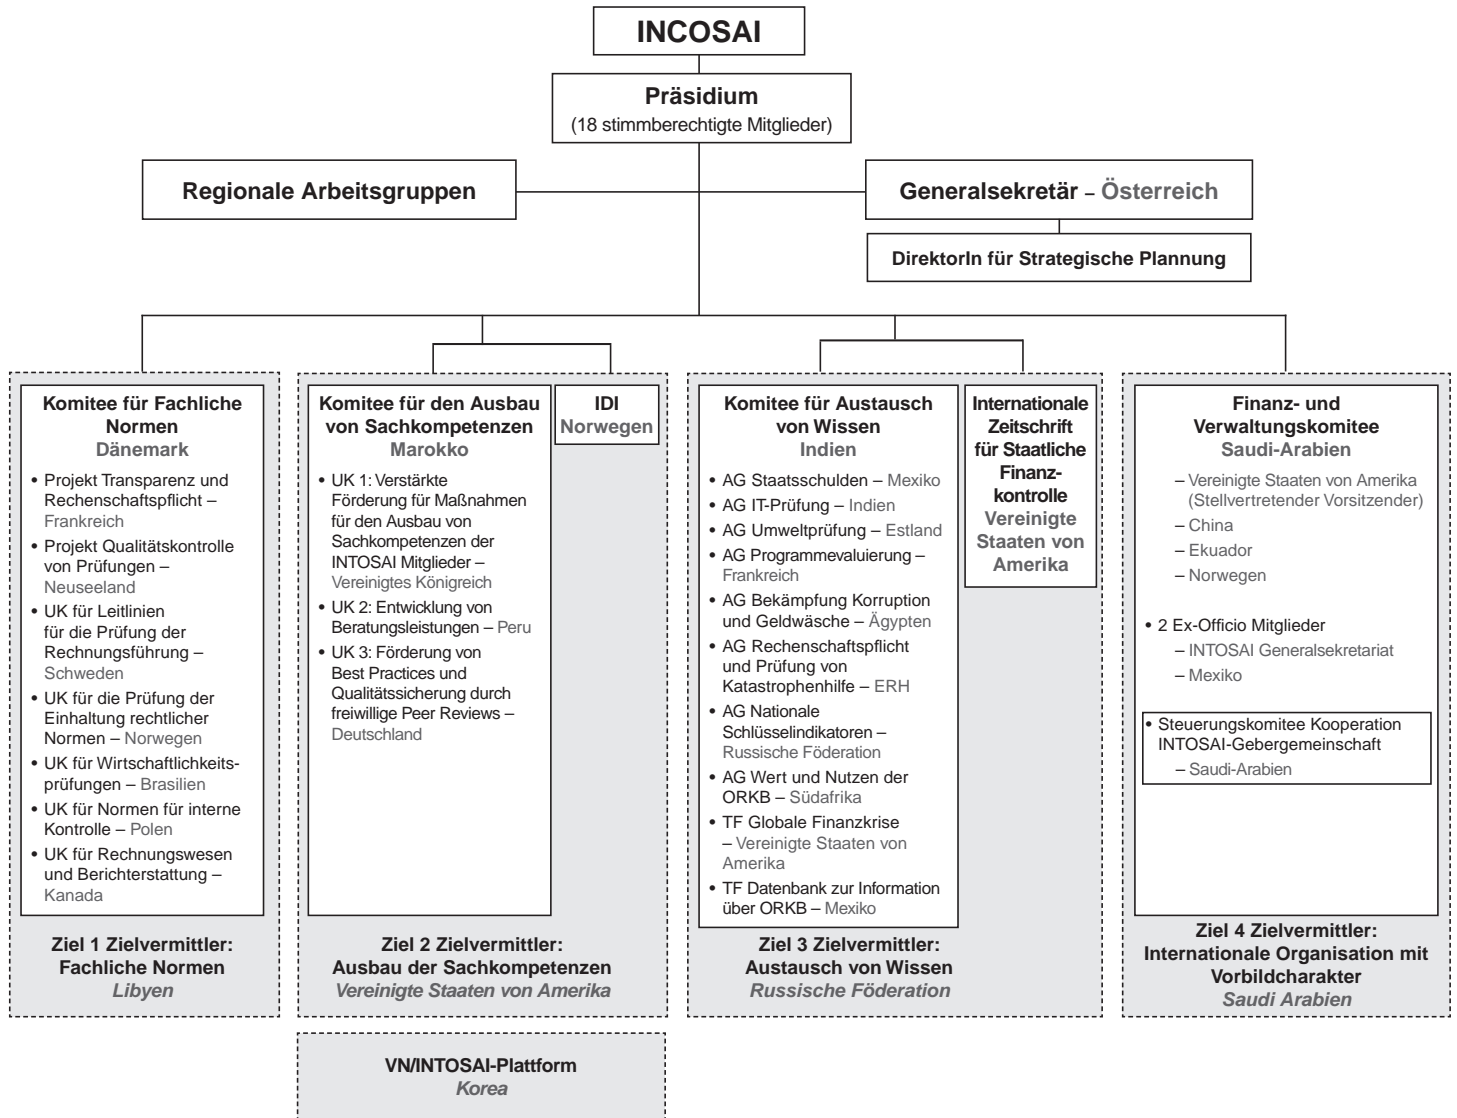 INCOSAI
Präsidium
(18 stimmberechtigte Mitglieder)
Regionale Arbeitsgruppen
Generalsekretär – Österreich
DirektorIn für Strategische Plannung
Komitee für Fachliche
Normen
Dänemark
• Projekt Transparenz und
Rechenschaftspflicht –
Frankreich
• Projekt Qualitätskontrolle
von Prüfungen –
Neuseeland
• UK für Leitlinien
für die Prüfung der
Rechnungsführung –
Schweden
• UK für die Prüfung der
Einhaltung rechtlicher
Normen – Norwegen
• UK für Wirtschaftlichkeits-
prüfungen – Brasilien
• UK für Normen für interne
Kontrolle – Polen
• UK für Rechnungswesen
und Berichterstattung –
Kanada
Ziel 1 Zielvermittler:
Fachliche Normen
Libyen
Komitee für den Ausbau
von Sachkompetenzen
Marokko
• UK 1: Verstärkte
Förderung für Maßnahmen
für den Ausbau von
Sachkompetenzen der
INTOSAI Mitglieder –
Vereinigtes Königreich
• UK 2: Entwicklung von
Beratungsleistungen – Peru
• UK 3: Förderung von
Best Practices und
Qualitätssicherung durch
freiwillige Peer Reviews –
Deutschland
IDI
Norwegen
Ziel 2 Zielvermittler:
Ausbau der Sachkompetenzen
Vereinigte Staaten von Amerika
Komitee für Austausch
von Wissen
Indien
• AG Staatsschulden – Mexiko
• AG IT-Prüfung – Indien
• AG Umweltprüfung – Estland
• AG Programmevaluierung –
Frankreich
• AG Bekämpfung Korruption
und Geldwäsche – Ägypten
• AG Rechenschaftspflicht
und Prüfung von
Katastrophenhilfe – ERH
• AG Nationale
Schlüsselindikatoren –
Russische Föderation
• AG Wert und Nutzen der
ORKB – Südafrika
• TF Globale Finanzkrise
– Vereinigte Staaten von
Amerika
• TF Datenbank zur Information
über ORKB – Mexiko
Internationale
Zeitschrift
für Staatliche
Finanz-
kontrolle
Vereinigte
Staaten von
Amerika
Ziel 3 Zielvermittler:
Austausch von Wissen
Russische Föderation
Finanz- und
Verwaltungskomitee
Saudi-Arabien
– Vereinigte Staaten von Amerika
(Stellvertretender Vorsitzender)
– China
– Ekuador
– Norwegen
• 2 Ex-Officio Mitglieder
– INTOSAI Generalsekretariat
– Mexiko
• Steuerungskomitee Kooperation
INTOSAI-Gebergemeinschaft
– Saudi-Arabien
Ziel 4 Zielvermittler:
Internationale Organisation mit
Vorbildcharakter
Saudi Arabien
VN/INTOSAI-Plattform
Korea